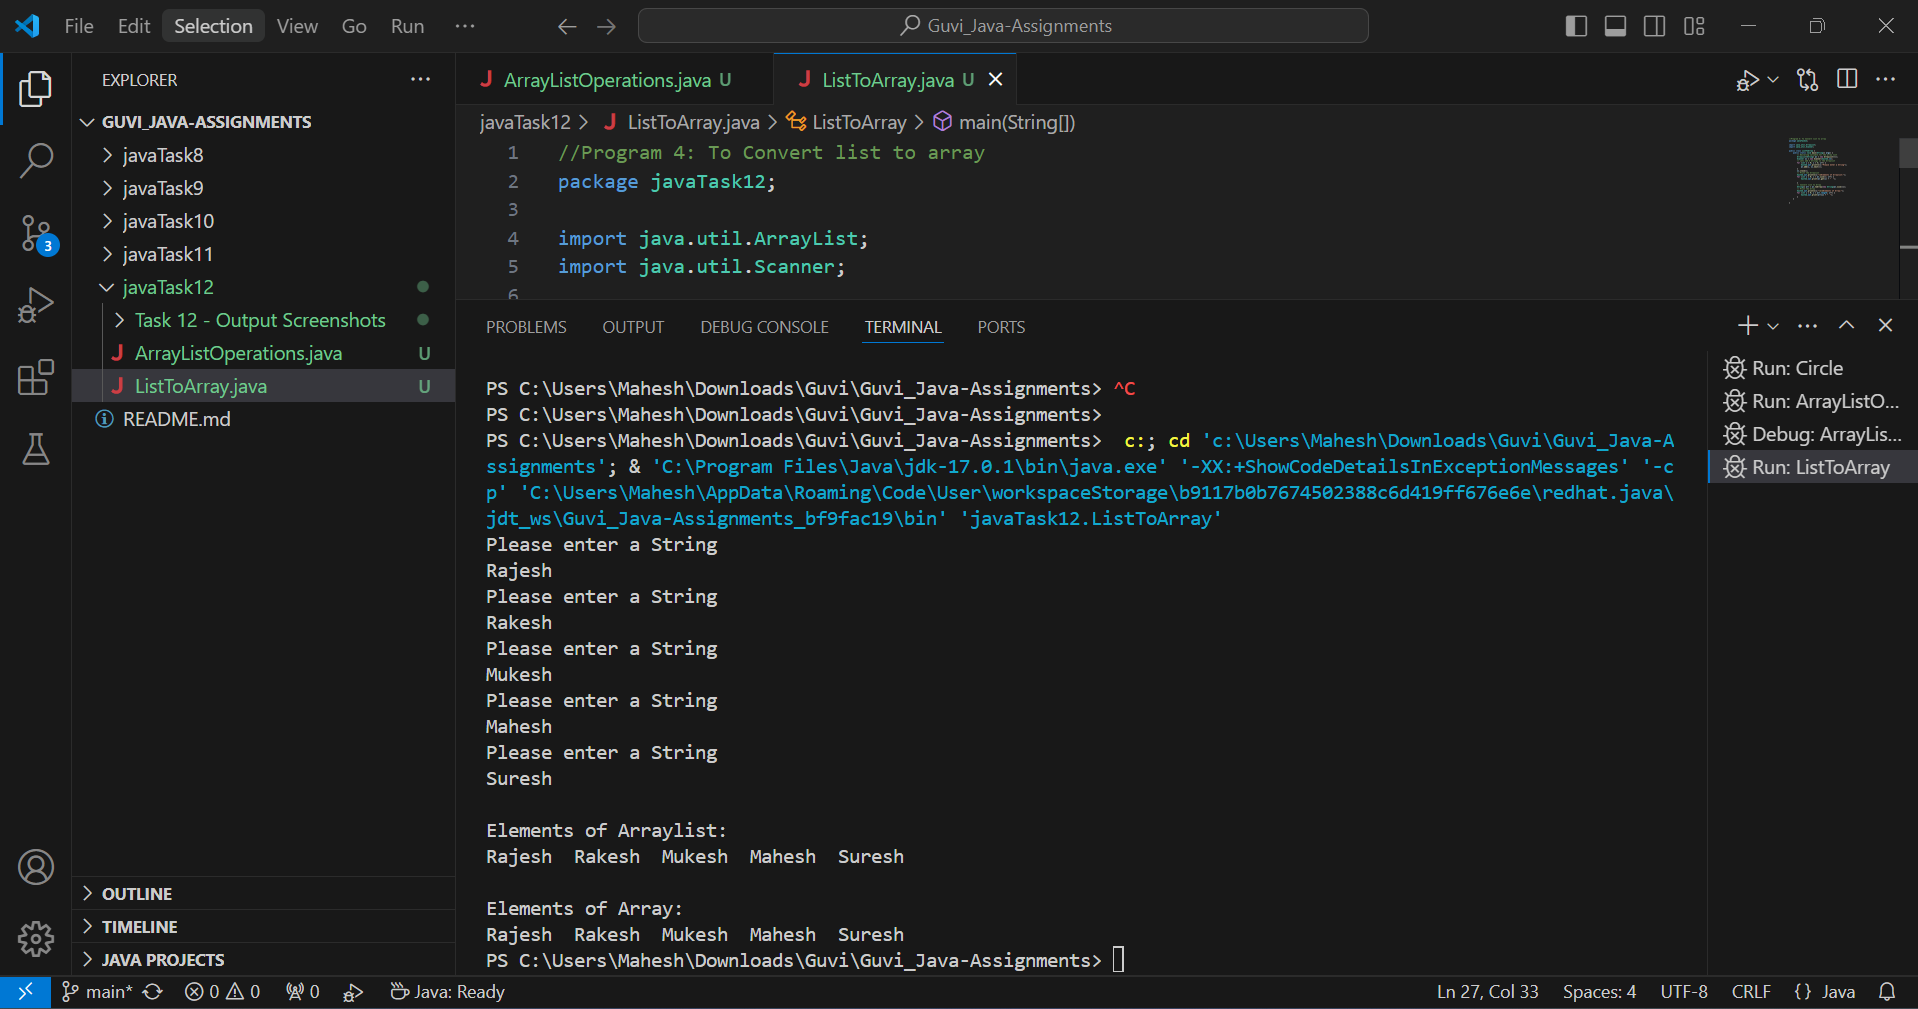 File Edit Selection View Go Run ··· Guvi_Java-Assignments
EXPLORER ···
GUVI_JAVA-ASSIGNMENTS
javaTask8
javaTask9
javaTask10
javaTask11
javaTask12
Task 12 - Output Screenshots
ArrayListOperations.java U
ListToArray.java U
README.md
3
OUTLINE
TIMELINE
JAVA PROJECTS
ArrayListOperations.java U ListToArray.java U
javaTask12 > ListToArray.java > ListToArray > main(String[])
1 //Program 4: To Convert list to array
2 package javaTask12;
3
4 import java.util.ArrayList;
5 import java.util.Scanner;
6
PROBLEMS OUTPUT DEBUG CONSOLE TERMINAL PORTS
PS C:\Users\Mahesh\Downloads\Guvi\Guvi_Java-Assignments> ^C
PS C:\Users\Mahesh\Downloads\Guvi\Guvi_Java-Assignments>
PS C:\Users\Mahesh\Downloads\Guvi\Guvi_Java-Assignments>  c:; cd 'c:\Users\Mahesh\Downloads\Guvi\Guvi_Java-A
ssignments'; & 'C:\Program Files\Java\jdk-17.0.1\bin\java.exe' '-XX:+ShowCodeDetailsInExceptionMessages' '-c
p' 'C:\Users\Mahesh\AppData\Roaming\Code\User\workspaceStorage\b9117b0b7674502388c6d419ff676e6e\redhat.java\
jdt_ws\Guvi_Java-Assignments_bf9fac19\bin' 'javaTask12.ListToArray'
Please enter a String
Rajesh
Please enter a String
Rakesh
Please enter a String
Mukesh
Please enter a String
Mahesh
Please enter a String
Suresh
Elements of Arraylist:
Rajesh  Rakesh  Mukesh  Mahesh  Suresh
Elements of Array:
Rajesh  Rakesh  Mukesh  Mahesh  Suresh
PS C:\Users\Mahesh\Downloads\Guvi\Guvi_Java-Assignments>
Run: Circle
Run: ArrayListO...
Debug: ArrayLis...
Run: ListToArray
main* 0 0 0 Java: Ready Ln 27, Col 33 Spaces: 4 UTF-8 CRLF {} Java